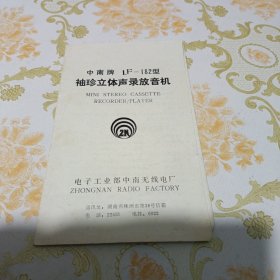 中南牌 LF-182型
袖珍立体声录放音机
MINI STEREO CASSETTE
RECORDER/PLAYER
ZN
电子工业部中南无线电厂
ZHONGNAN RADIO FACTORY